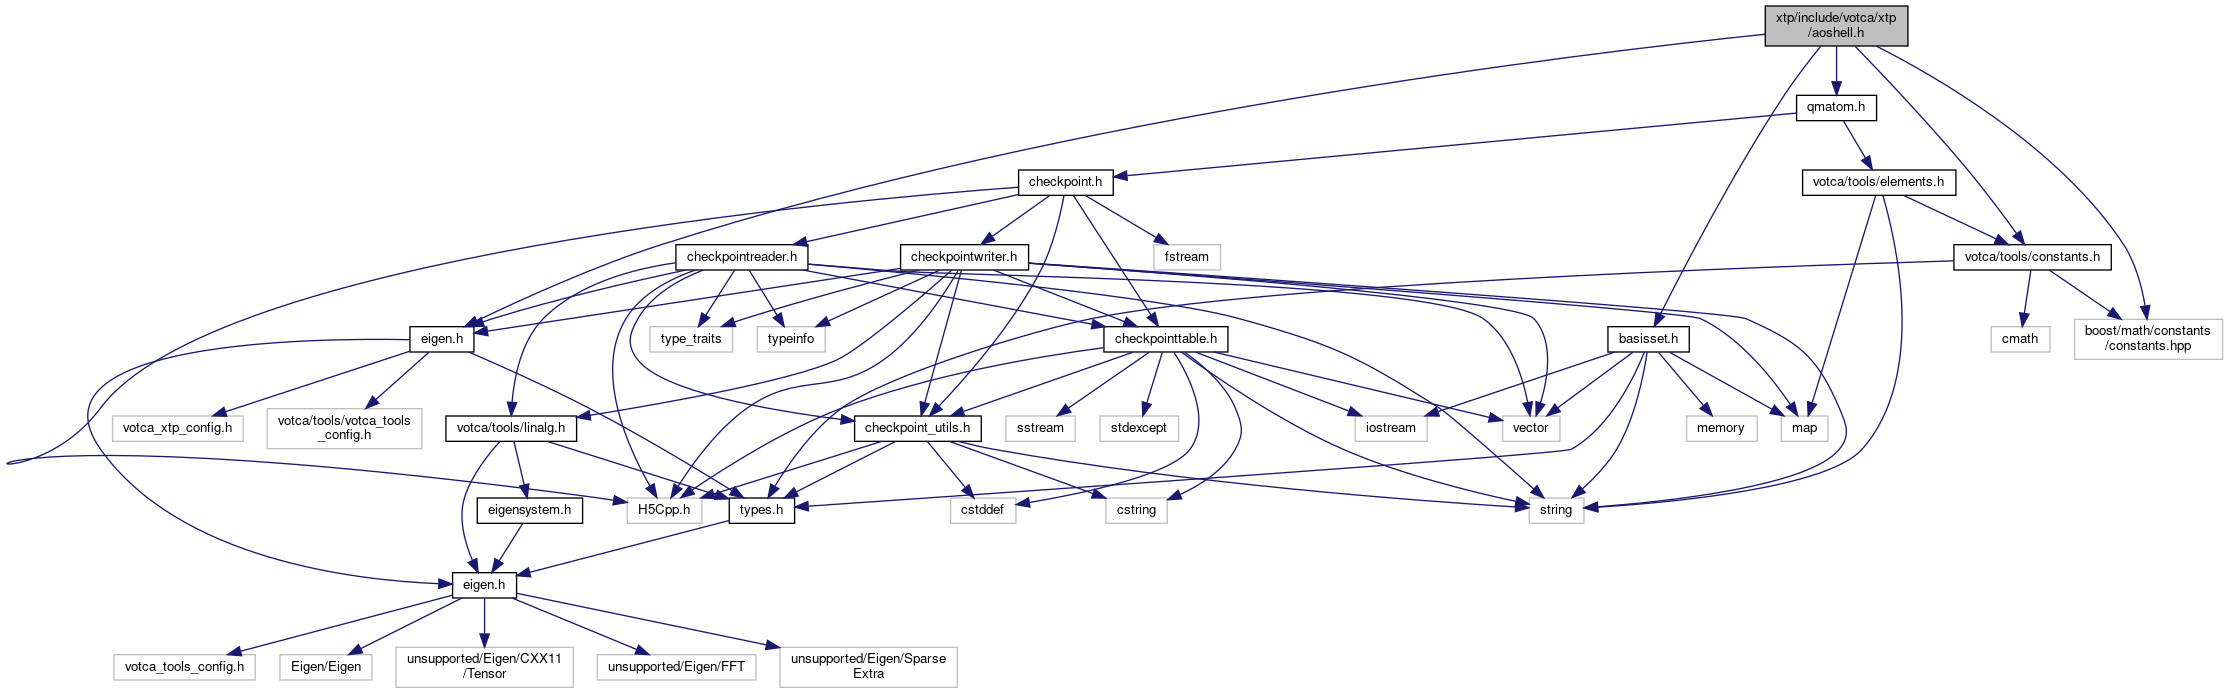 xtp/include/votca/xtp
/aoshell.h
qmatom.h
checkpoint.h
votca/tools/elements.h
checkpointreader.h
checkpointwriter.h
fstream
votca/tools/constants.h
eigen.h
type_traits
typeinfo
checkpointtable.h
basisset.h
cmath
boost/math/constants
/constants.hpp
votca_xtp_config.h
votca/tools/votca_tools
_config.h
votca/tools/linalg.h
checkpoint_utils.h
sstream
stdexcept
iostream
vector
memory
map
eigensystem.h
H5Cpp.h
types.h
cstddef
cstring
string
eigen.h
votca_tools_config.h
Eigen/Eigen
unsupported/Eigen/CXX11
/Tensor
unsupported/Eigen/FFT
unsupported/Eigen/Sparse
Extra